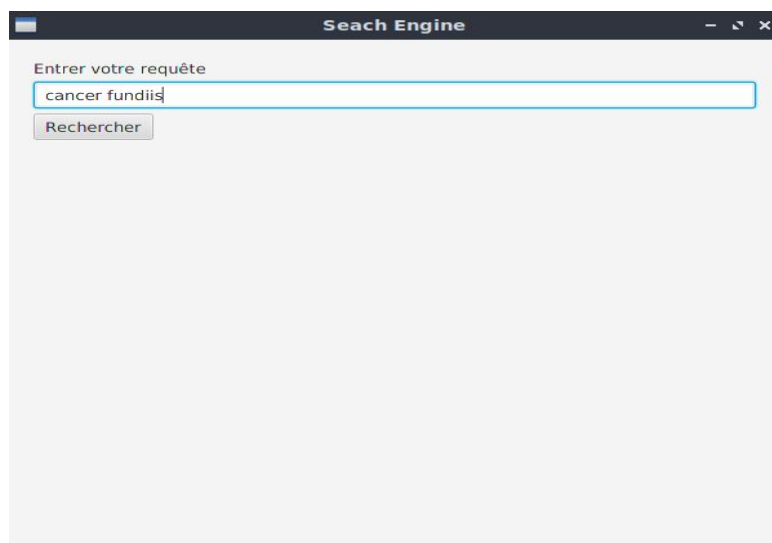 Seach Engine
Entrer votre requête
cancer fundiis
Rechercher